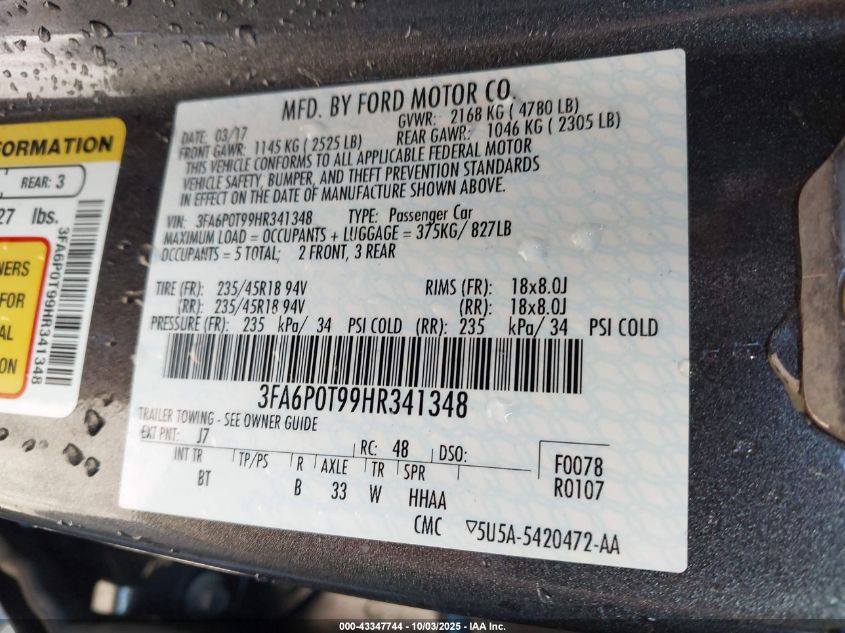 FORMATION
REAR: 3
27 lbs.
NERS
FOR
AL
ON
3FA6P0T99HR341348
MFD. BY FORD MOTOR CO.
DATE: 03/17 GVWR: 2168 KG ( 4780 LB)
FRONT GAWR: 1145 KG ( 2525 LB) REAR GAWR: 1046 KG ( 2305 LB)
THIS VEHICLE CONFORMS TO ALL APPLICABLE FEDERAL MOTOR
VEHICLE SAFETY, BUMPER, AND THEFT PREVENTION STANDARDS
IN EFFECT ON THE DATE OF MANUFACTURE SHOWN ABOVE.
VIN: 3FA6P0T99HR341348 TYPE: Passenger Car
MAXIMUM LOAD = OCCUPANTS + LUGGAGE = 375KG/ 827LB
OCCUPANTS = 5 TOTAL; 2 FRONT, 3 REAR
TIRE (FR): 235/45R18 94V RIMS (FR): 18x8.0J
(RR): 235/45R18 94V (RR): 18x8.0J
PRESSURE (FR): 235 kPa/ 34 PSI COLD (RR): 235 kPa/ 34 PSI COLD
3FA6P0T99HR341348
TRAILER TOWING - SEE OWNER GUIDE
EXT PNT: J7 RC: 48 DSO: F0078
INT TR TP/PS R AXLE TR SPR R0107
BT B 33 W HHAA
CMC ▽5U5A-5420472-AA
000-43347744 | 10/03/2025 | IAA Inc.